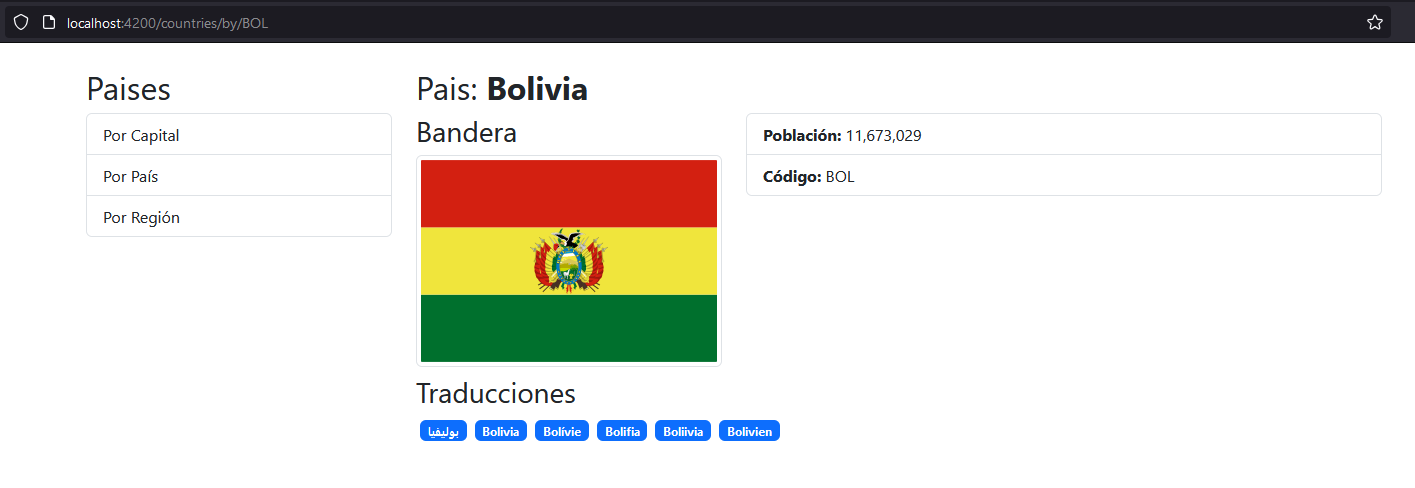 localhost:4200/countries/by/BOL
Paises
Por Capital
Por País
Por Región
Pais: Bolivia
Bandera
Población: 11,673,029
Código: BOL
Traducciones
بوليفيا Bolivia Bolívie Bolifia Boliivia Bolivien